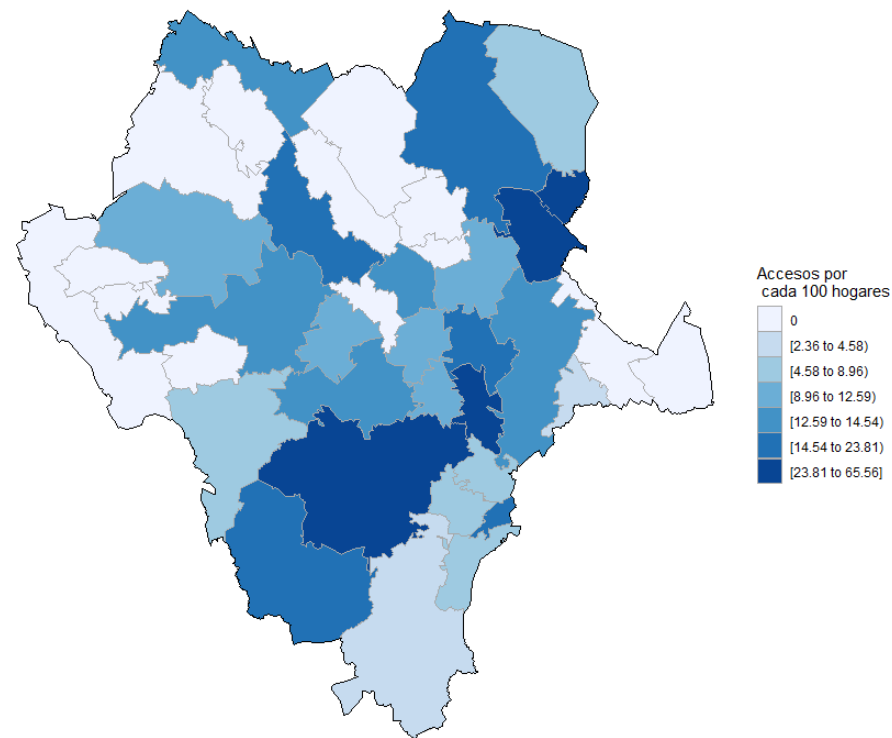 Accesos por
cada 100 hogares
0
[2.36 to 4.58)
[4.58 to 8.96)
[8.96 to 12.59)
[12.59 to 14.54)
[14.54 to 23.81)
[23.81 to 65.56]